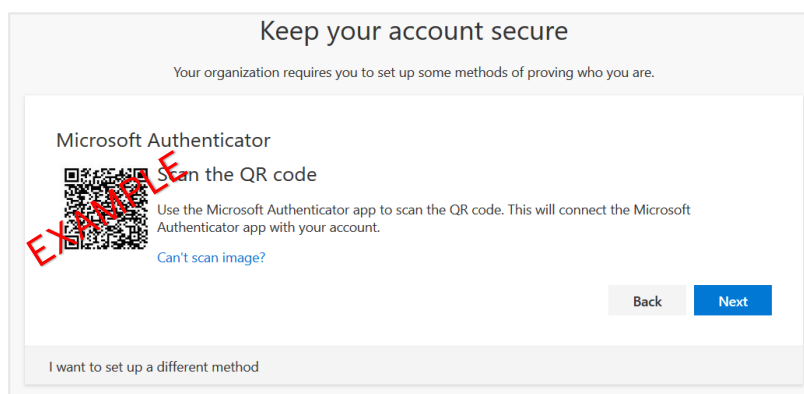 Keep your account secure
Your organization requires you to set up some methods of proving who you are.
Microsoft Authenticator
Scan the QR code
Use the Microsoft Authenticator app to scan the QR code. This will connect the Microsoft
Authenticator app with your account.
Can't scan image?
EXAMPLE
Back
Next
I want to set up a different method